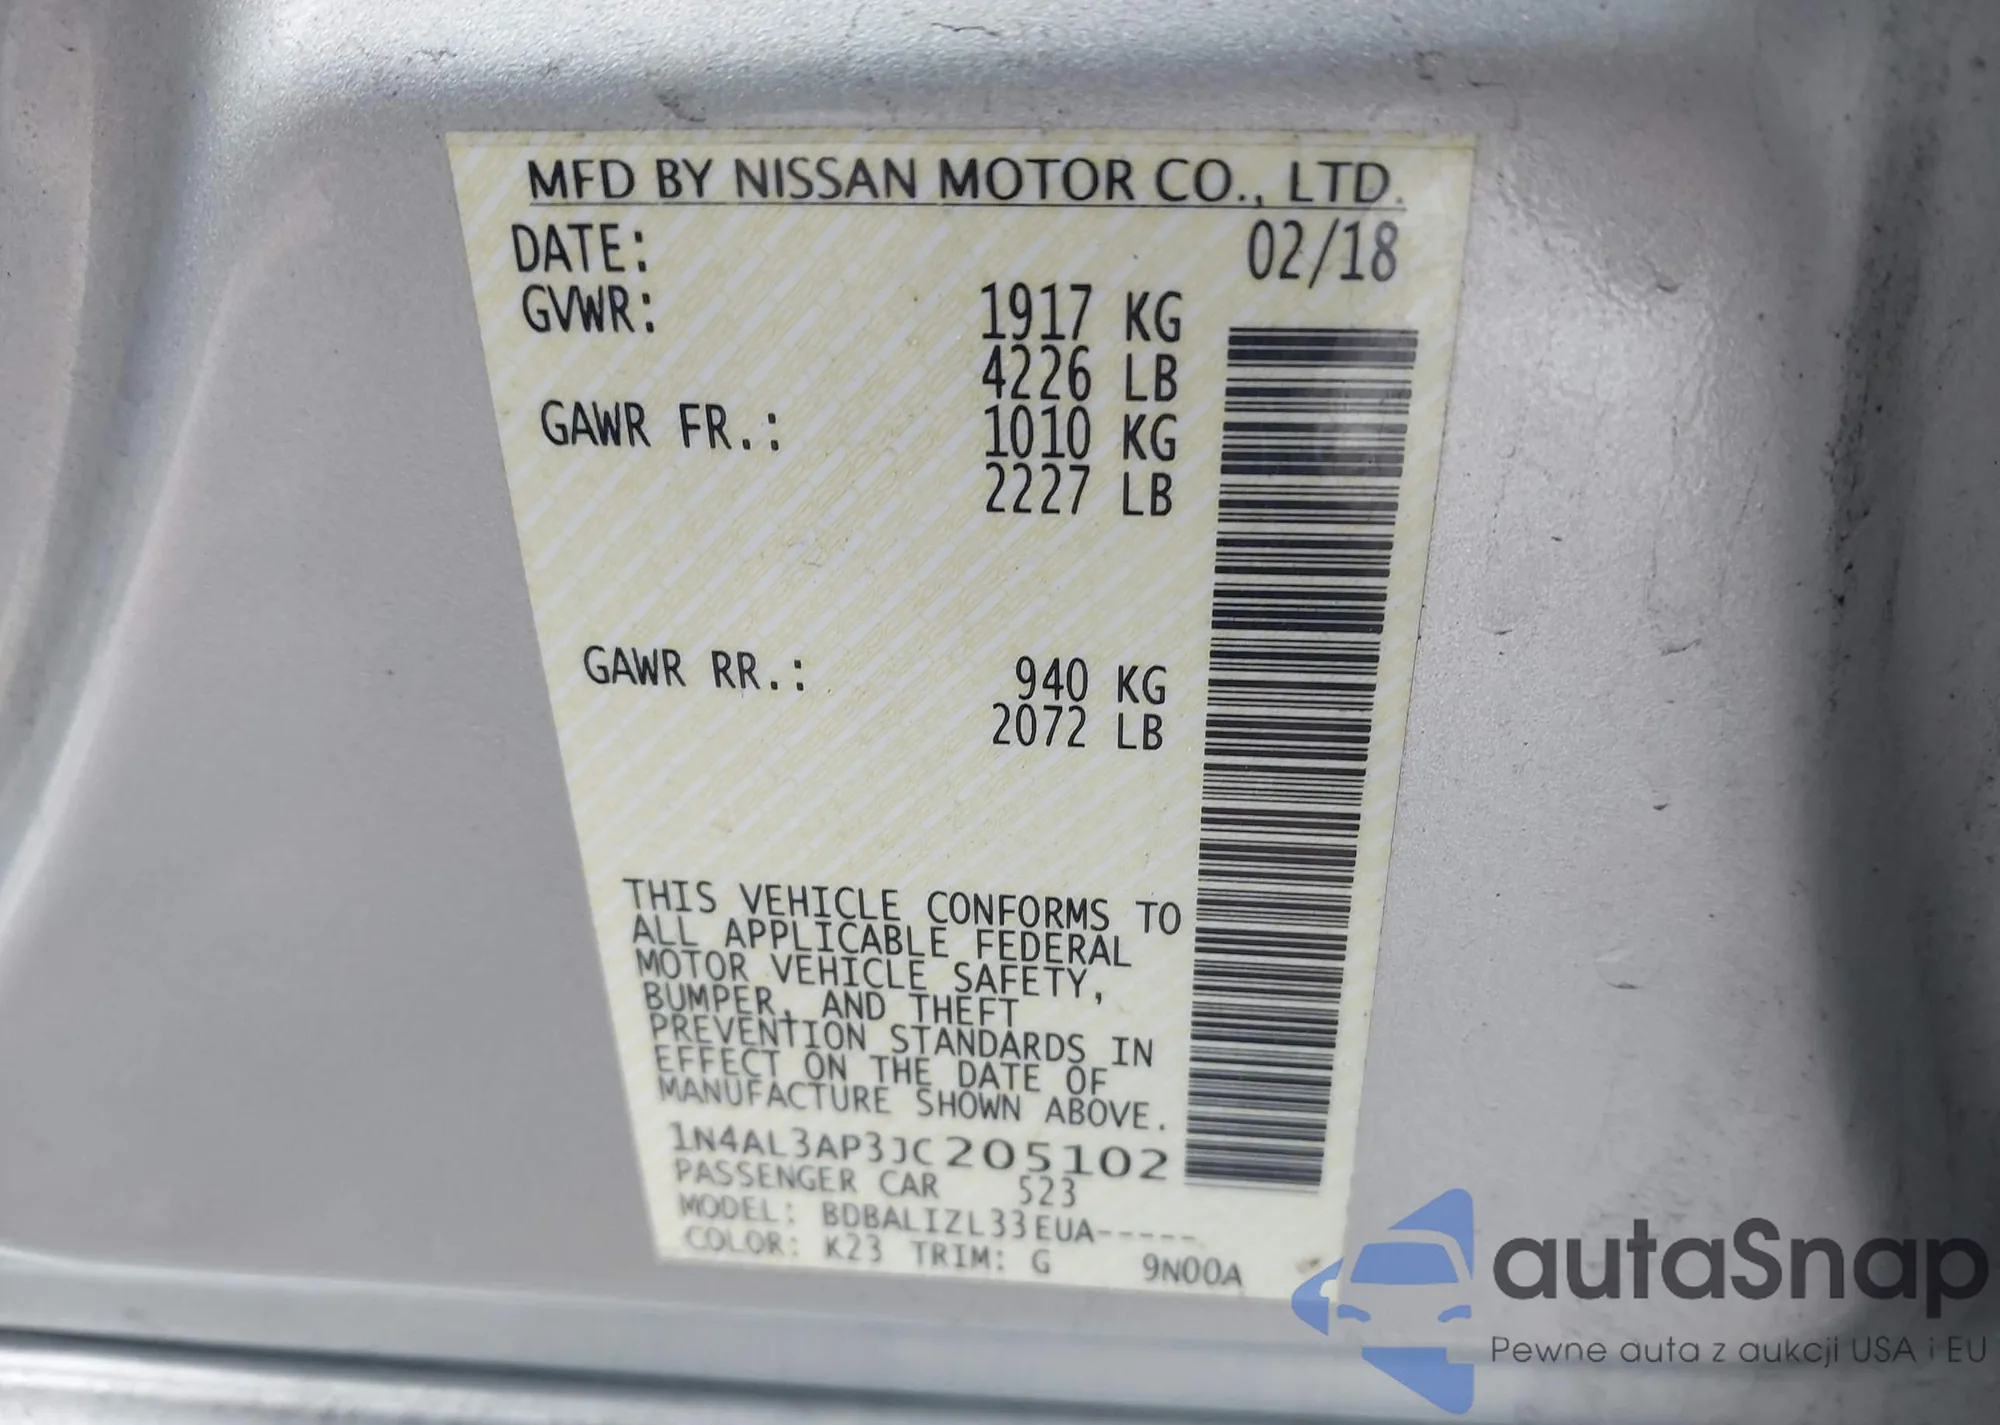 MFD BY NISSAN MOTOR CO., LTD.
DATE: 02/18
GVWR: 1917 KG
4226 LB
GAWR FR.: 1010 KG
2227 LB
GAWR RR.: 940 KG
2072 LB
THIS VEHICLE CONFORMS TO
ALL APPLICABLE FEDERAL
MOTOR VEHICLE SAFETY,
BUMPER, AND THEFT
PREVENTION STANDARDS IN
EFFECT ON THE DATE OF
MANUFACTURE SHOWN ABOVE.
1N4AL3AP3JC205102
PASSENGER CAR 523
MODEL: BDBALIZL33EUA-----
COLOR: K23 TRIM: G 9N00A
autaSnap
Pewne auta z aukcji USA i EU